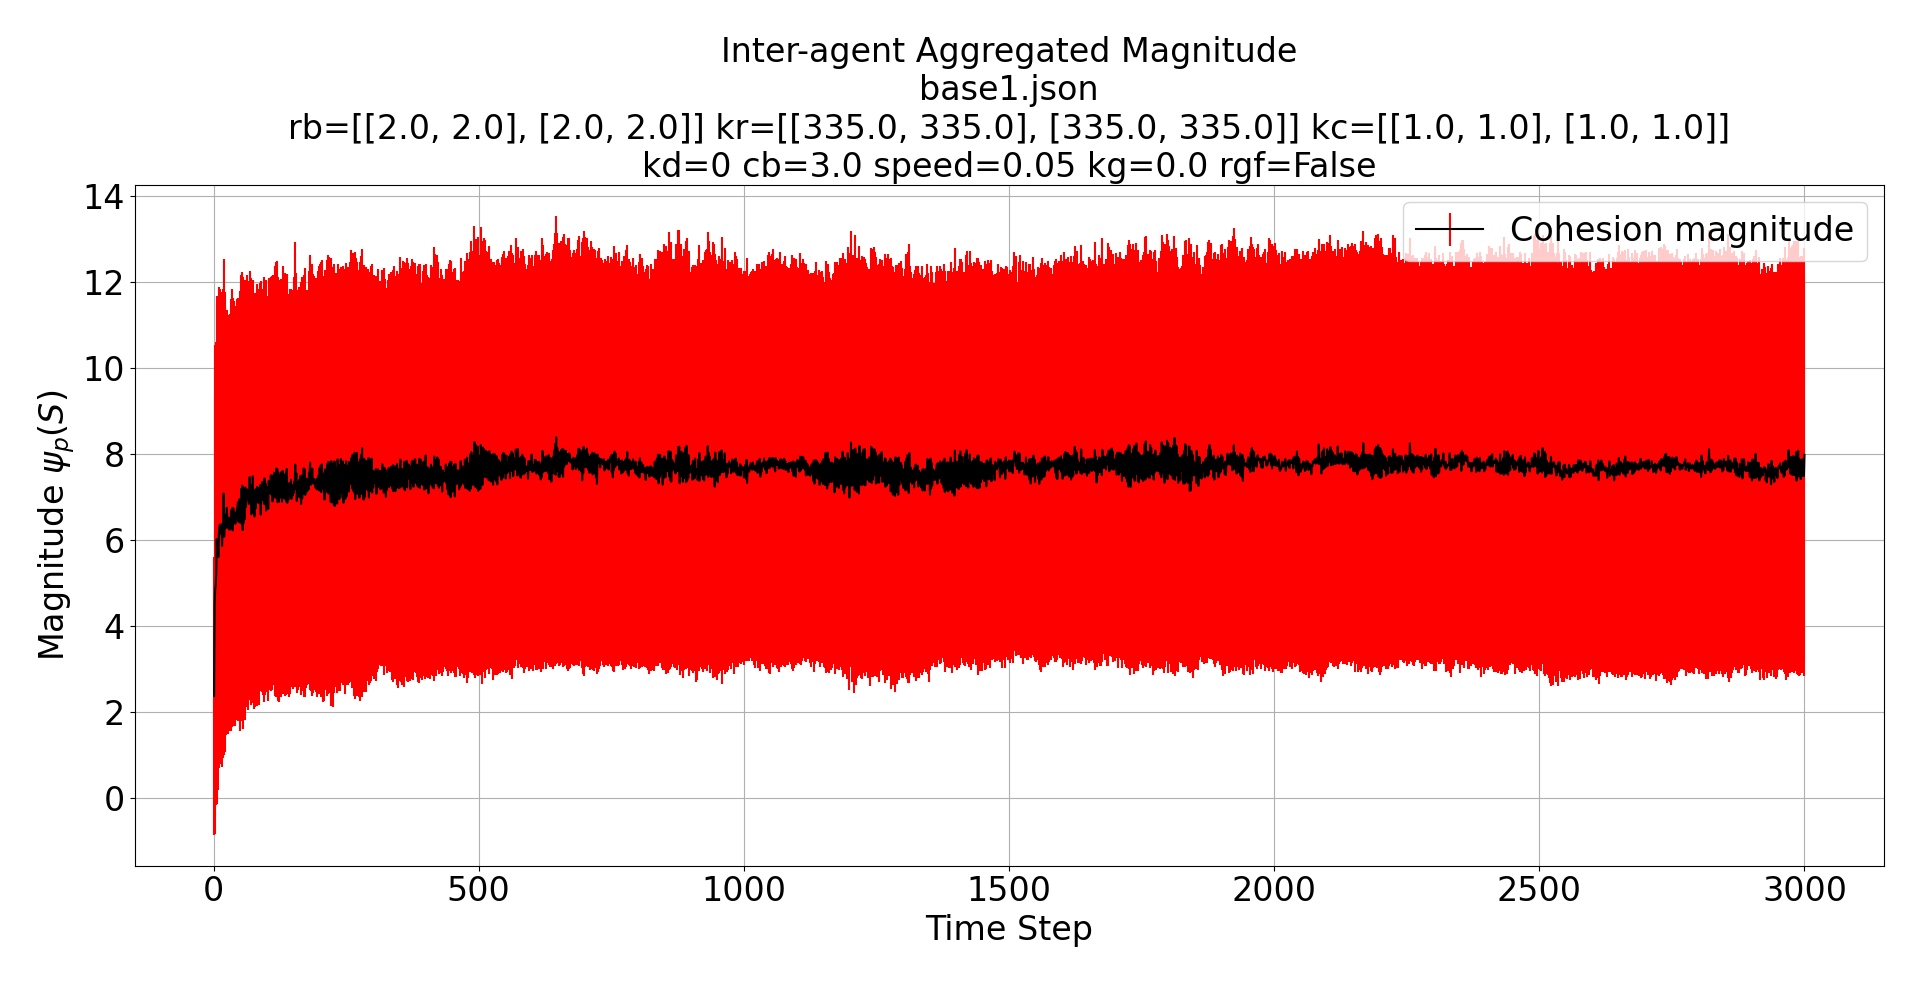 Inter-agent Aggregated Magnitude
base1.json
rb=[[2.0, 2.0], [2.0, 2.0]] kr=[[335.0, 335.0], [335.0, 335.0]] kc=[[1.0, 1.0], [1.0, 1.0]]
kd=0 cb=3.0 speed=0.05 kg=0.0 rgf=False
Cohesion magnitude
Magnitude ψ_p(S)
14
12
10
8
6
4
2
0
0 500 1000 1500 2000 2500 3000
Time Step